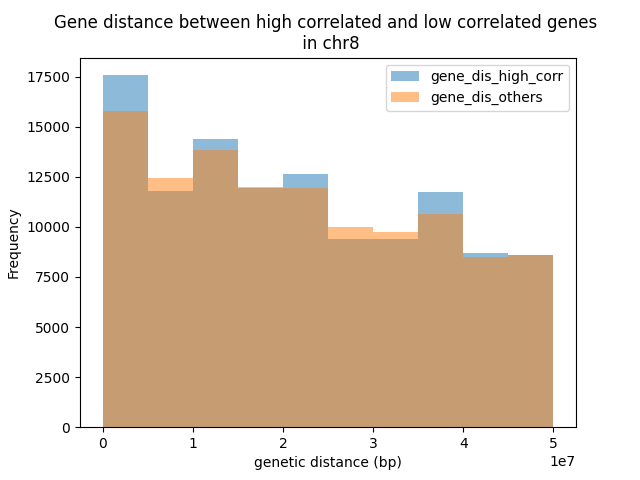 Gene distance between high correlated and low correlated genes
in chr8
gene_dis_high_corr
gene_dis_others
Frequency
17500
15000
12500
10000
7500
5000
2500
0
0 1 2 3 4 5
1e7
genetic distance (bp)